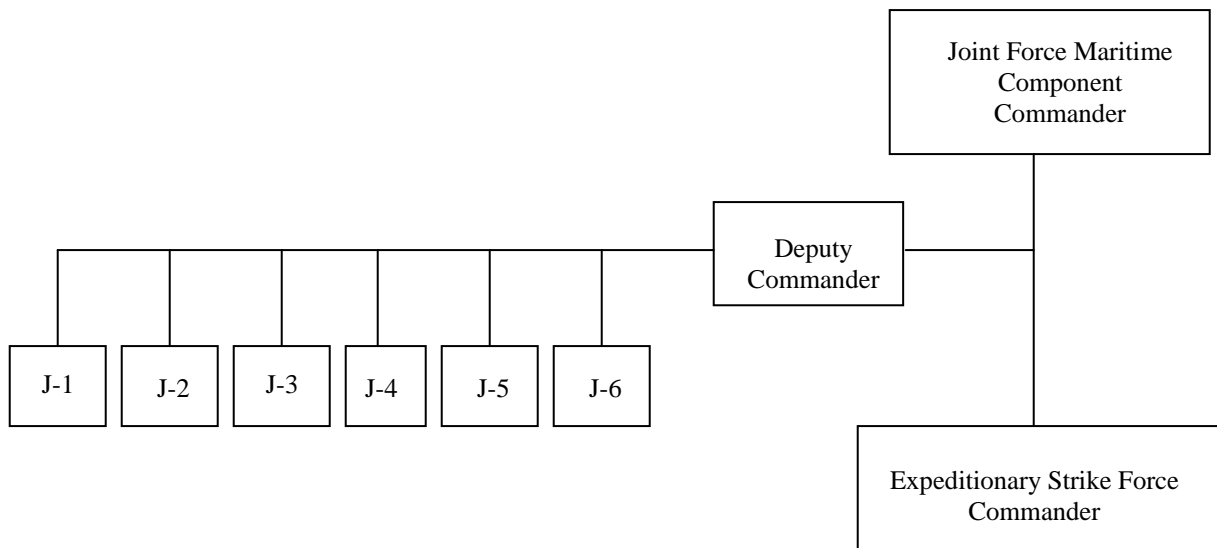 Joint Force Maritime
Component
Commander
Deputy
Commander
J-1
J-2
J-3
J-4
J-5
J-6
Expeditionary Strike Force
Commander